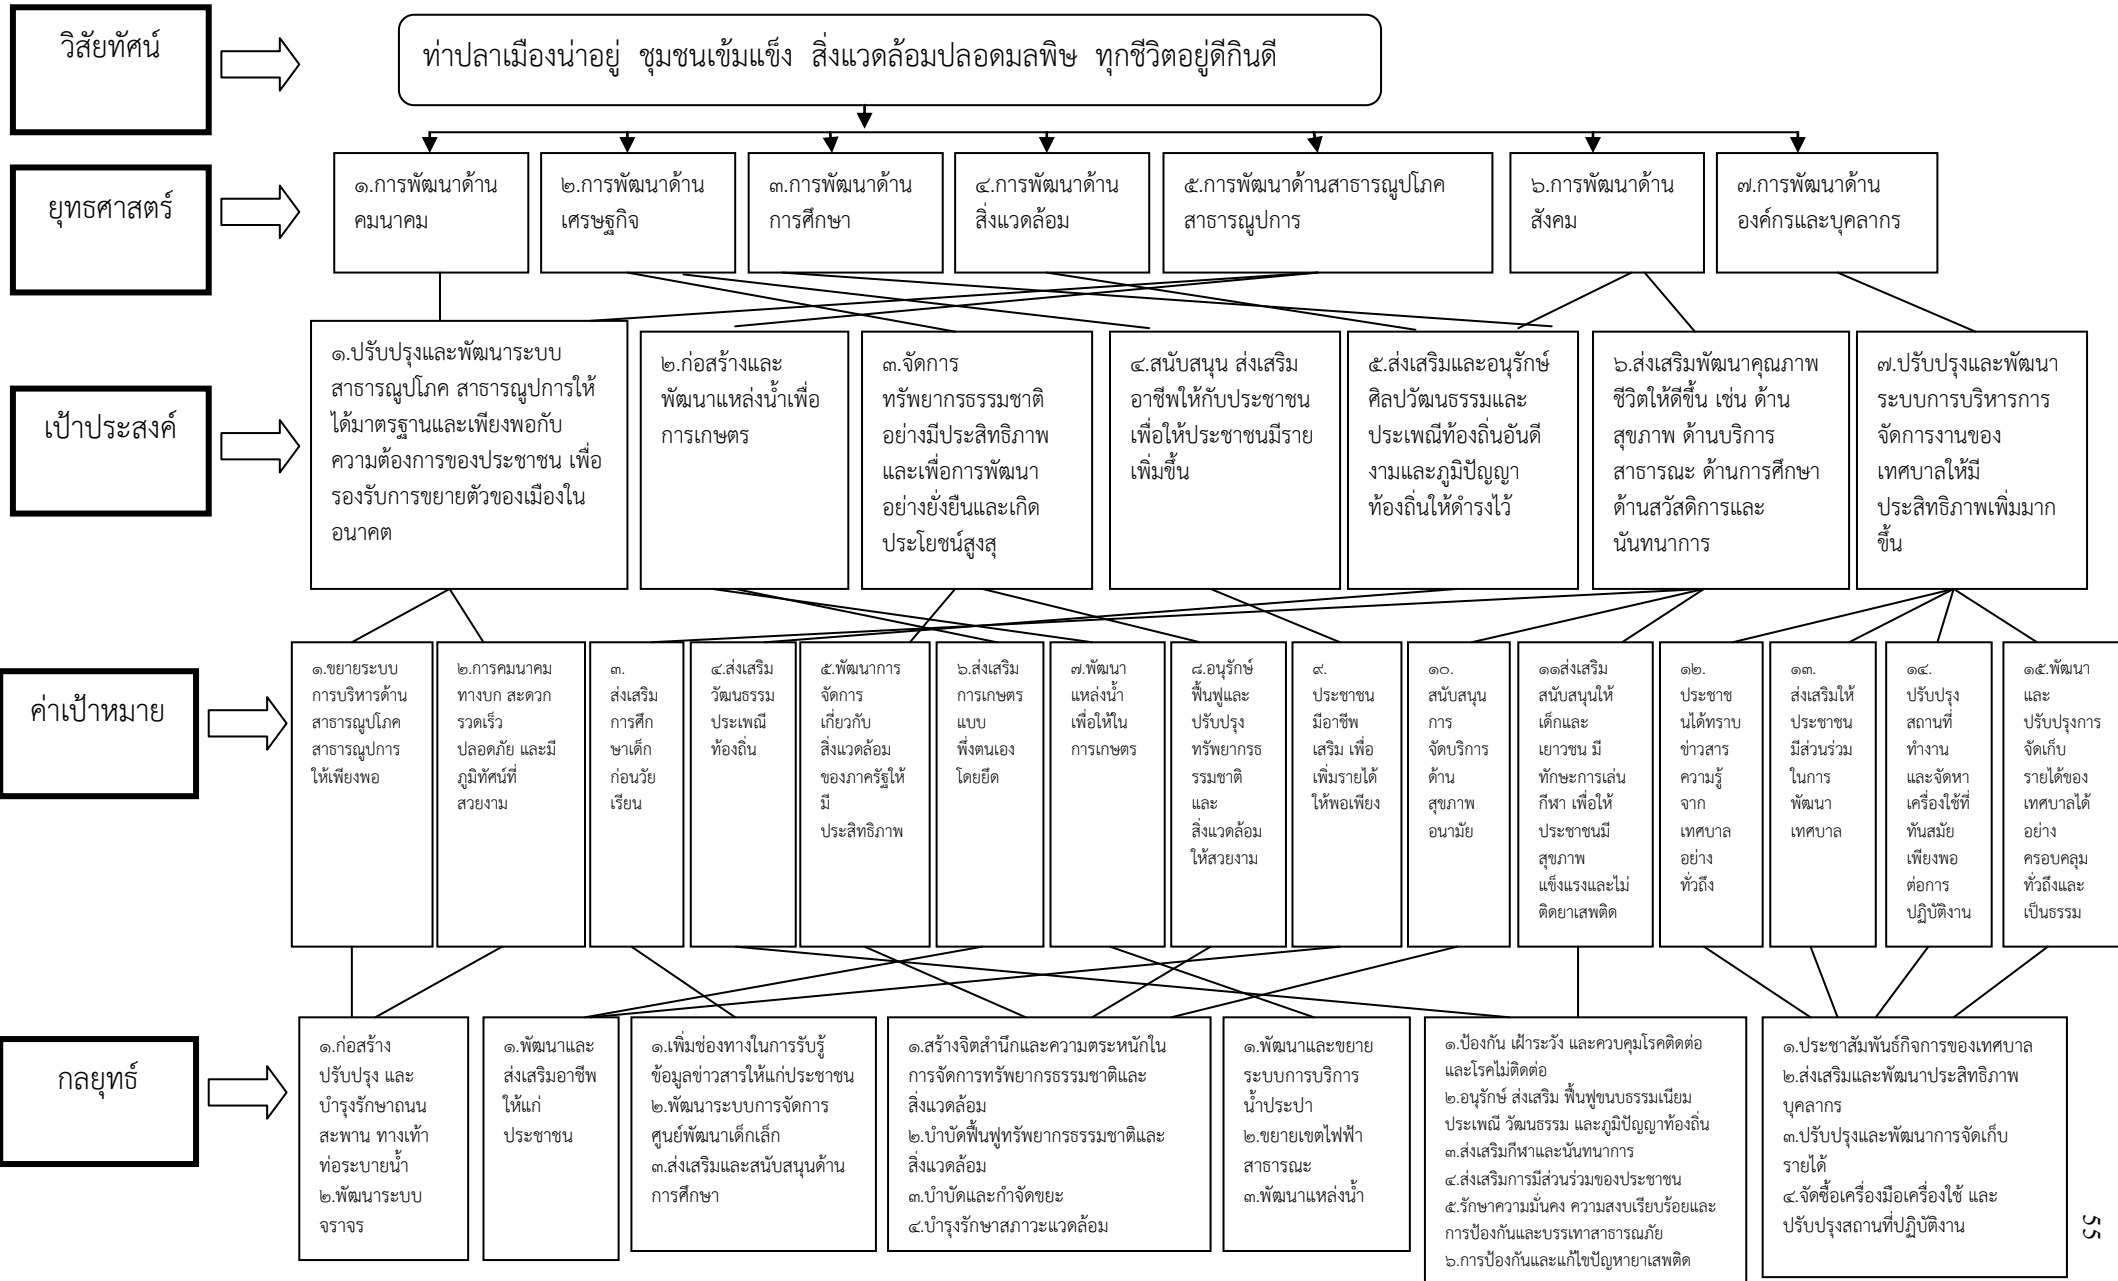 วิสัยทัศน์
ท่าปลาเมืองน่าอยู่ ชุมชนเข้มแข็ง สิ่งแวดล้อมปลอดมลพิษ ทุกชีวิตอยู่ดีกินดี
ยุทธศาสตร์
๑.การพัฒนาด้าน
คมนาคม
๒.การพัฒนาด้าน
เศรษฐกิจ
๓.การพัฒนาด้าน
การศึกษา
๔.การพัฒนาด้าน
สิ่งแวดล้อม
๕.การพัฒนาด้านสาธารณูปโภค
สาธารณูปการ
๖.การพัฒนาด้าน
สังคม
๗.การพัฒนาด้าน
องค์กรและบุคลากร
เป้าประสงค์
๑.ปรับปรุงและพัฒนาระบบ
สาธารณูปโภค สาธารณูปการให้
ได้มาตรฐานและเพียงพอกับ
ความต้องการของประชาชน เพื่อ
รองรับการขยายตัวของเมืองใน
อนาคต
๒.ก่อสร้างและ
พัฒนาแหล่งน้ำเพื่อ
การเกษตร
๓.จัดการ
ทรัพยากรธรรมชาติ
อย่างมีประสิทธิภาพ
และเพื่อการพัฒนา
อย่างยั่งยืนและเกิด
ประโยชน์สูงสุ
๔.สนับสนุน ส่งเสริม
อาชีพให้กับประชาชน
เพื่อให้ประชาชนมีราย
เพิ่มขึ้น
๕.ส่งเสริมและอนุรักษ์
ศิลปวัฒนธรรมและ
ประเพณีท้องถิ่นอันดี
งามและภูมิปัญญา
ท้องถิ่นให้ดำรงไว้
๖.ส่งเสริมพัฒนาคุณภาพ
ชีวิตให้ดีขึ้น เช่น ด้าน
สุขภาพ ด้านบริการ
สาธารณะ ด้านการศึกษา
ด้านสวัสดิการและ
นันทนาการ
๗.ปรับปรุงและพัฒนา
ระบบการบริหารการ
จัดการงานของ
เทศบาลให้มี
ประสิทธิภาพเพิ่มมาก
ขึ้น
ค่าเป้าหมาย
๑.ขยายระบบ
การบริหารด้าน
สาธารณูปโภค
สาธารณูปการ
ให้เพียงพอ
๒.การคมนาคม
ทางบก สะดวก
รวดเร็ว
ปลอดภัย และมี
ภูมิทัศน์ที่
สวยงาม
๓.
ส่งเสริม
การศึก
ษาเด็ก
ก่อนวัย
เรียน
๔.ส่งเสริม
วัฒนธรรม
ประเพณี
ท้องถิ่น
๕.พัฒนาการ
จัดการ
เกี่ยวกับ
สิ่งแวดล้อม
ของภาครัฐให้
มี
ประสิทธิภาพ
๖.ส่งเสริม
การเกษตร
แบบ
พึ่งตนเอง
โดยยึด
๗.พัฒนา
แหล่งน้ำ
เพื่อให้ใน
การเกษตร
๘.อนุรักษ์
ฟื้นฟูและ
ปรับปรุง
ทรัพยากรธ
รรมชาติ
และ
สิ่งแวดล้อม
ให้สวยงาม
๙.
ประชาชน
มีอาชีพ
เสริม เพื่อ
เพิ่มรายได้
ให้พอเพียง
๑๐.
สนับสนุน
การ
จัดบริการ
ด้าน
สุขภาพ
อนามัย
๑๑ส่งเสริม
สนับสนุนให้
เด็กและ
เยาวชน มี
ทักษะการเล่น
กีฬา เพื่อให้
ประชาชนมี
สุขภาพ
แข็งแรงและไม่
ติดยาเสพติด
๑๒.
ประชาช
นได้ทราบ
ข่าวสาร
ความรู้
จาก
เทศบาล
อย่าง
ทั่วถึง
๑๓.
ส่งเสริมให้
ประชาชน
มีส่วนร่วม
ในการ
พัฒนา
เทศบาล
๑๔.
ปรับปรุง
สถานที่
ทำงาน
และจัดหา
เครื่องใช้ที่
ทันสมัย
เพียงพอ
ต่อการ
ปฏิบัติงาน
๑๕.พัฒนา
และ
ปรับปรุงการ
จัดเก็บ
รายได้ของ
เทศบาลได้
อย่าง
ครอบคลุม
ทั่วถึงและ
เป็นธรรม
กลยุทธ์
๑.ก่อสร้าง
ปรับปรุง และ
บำรุงรักษาถนน
สะพาน ทางเท้า
ท่อระบายน้ำ
๒.พัฒนาระบบ
จราจร
๑.พัฒนาและ
ส่งเสริมอาชีพ
ให้แก่
ประชาชน
๑.เพิ่มช่องทางในการรับรู้
ข้อมูลข่าวสารให้แก่ประชาชน
๒.พัฒนาระบบการจัดการ
ศูนย์พัฒนาเด็กเล็ก
๓.ส่งเสริมและสนับสนุนด้าน
การศึกษา
๑.สร้างจิตสำนึกและความตระหนักใน
การจัดการทรัพยากรธรรมชาติและ
สิ่งแวดล้อม
๒.บำบัดฟื้นฟูทรัพยากรธรรมชาติและ
สิ่งแวดล้อม
๓.บำบัดและกำจัดขยะ
๔.บำรุงรักษาสภาวะแวดล้อม
๑.พัฒนาและขยาย
ระบบการบริการ
น้ำประปา
๒.ขยายเขตไฟฟ้า
สาธารณะ
๓.พัฒนาแหล่งน้ำ
๑.ป้องกัน เฝ้าระวัง และควบคุมโรคติดต่อ
และโรคไม่ติดต่อ
๒.อนุรักษ์ ส่งเสริม ฟื้นฟูขนบธรรมเนียม
ประเพณี วัฒนธรรม และภูมิปัญญาท้องถิ่น
๓.ส่งเสริมกีฬาและนันทนาการ
๔.ส่งเสริมการมีส่วนร่วมของประชาชน
๕.รักษาความมั่นคง ความสงบเรียบร้อยและ
การป้องกันและบรรเทาสาธารณภัย
๖.การป้องกันและแก้ไขปัญหายาเสพติด
๑.ประชาสัมพันธ์กิจการของเทศบาล
๒.ส่งเสริมและพัฒนาประสิทธิภาพ
บุคลากร
๓.ปรับปรุงและพัฒนาการจัดเก็บ
รายได้
๔.จัดซื้อเครื่องมือเครื่องใช้ และ
ปรับปรุงสถานที่ปฏิบัติงาน
55